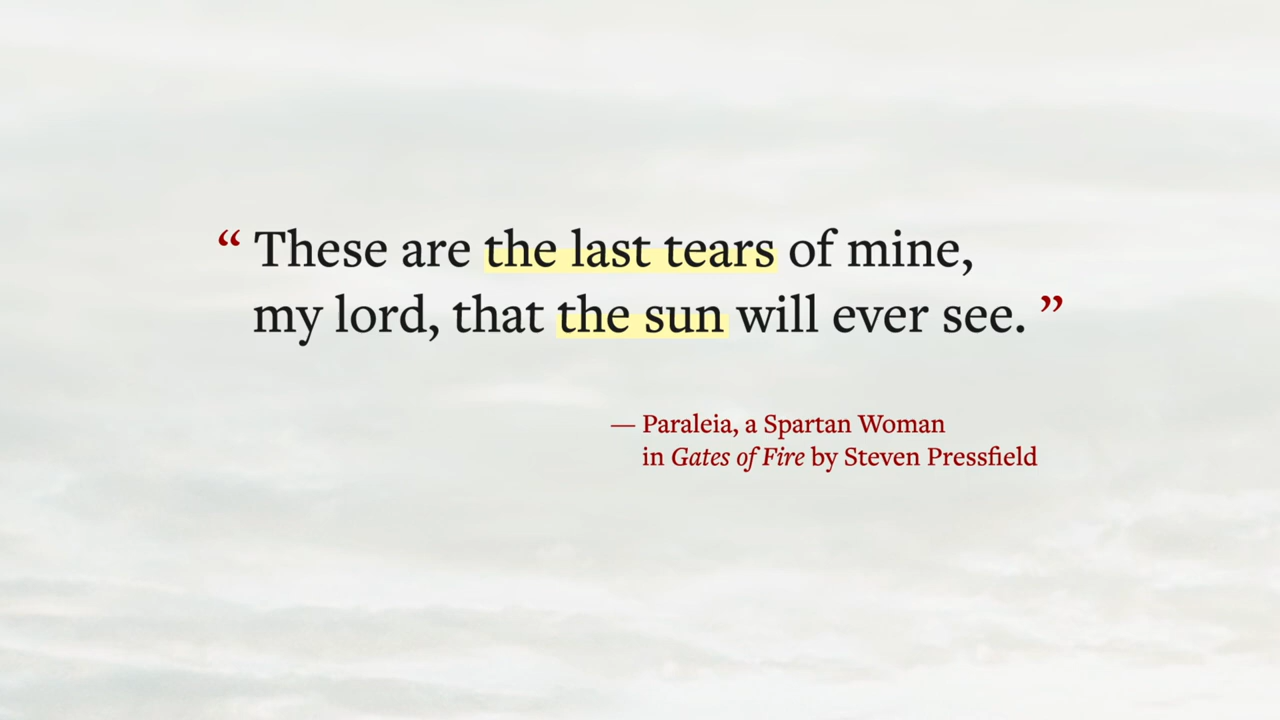 “ These are the last tears of mine,
my lord, that the sun will ever see. ”
— Paraleia, a Spartan Woman
in Gates of Fire by Steven Pressfield